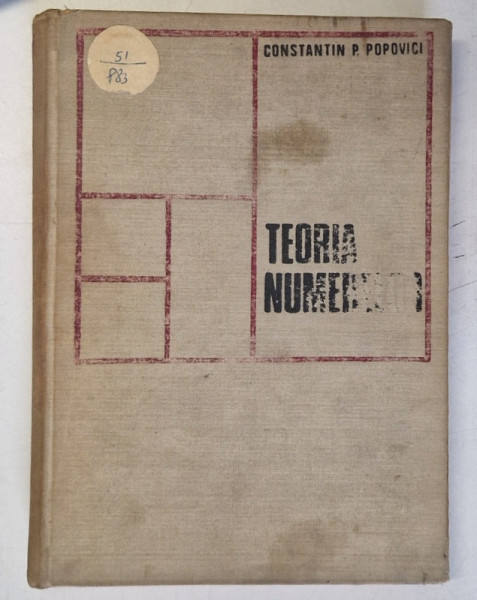 51
P83
CONSTANTIN P. POPOVICI
TEORIA